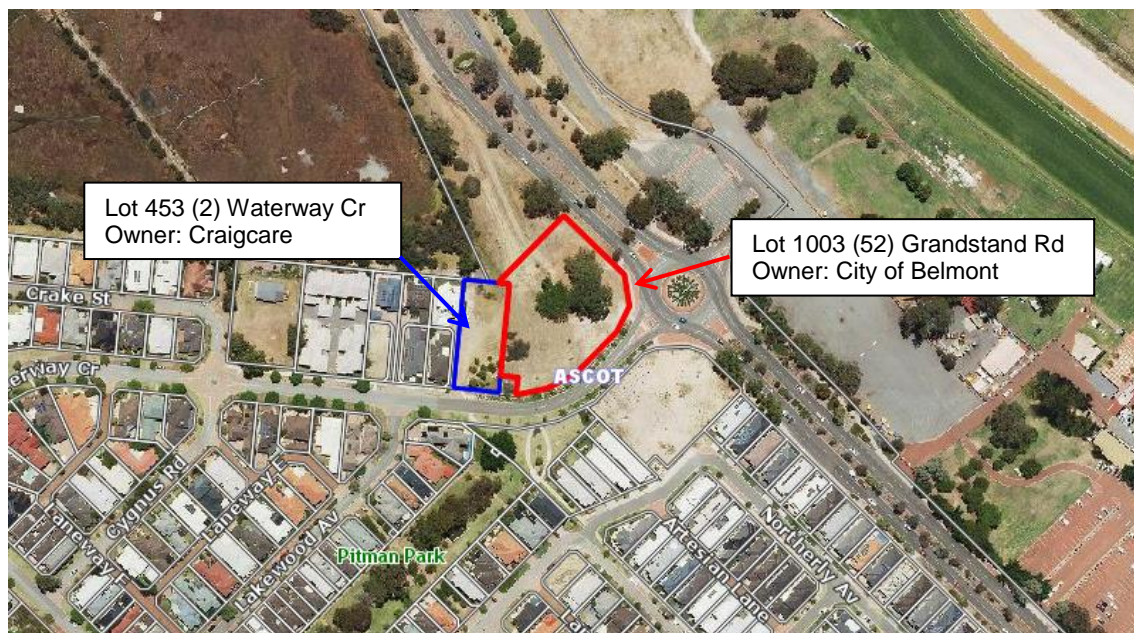 Lot 453 (2) Waterway Cr
Owner: Craigcare
Lot 1003 (52) Grandstand Rd
Owner: City of Belmont
Crake St
erway Cr
ASCOT
Cygnus Rd
Laneway E
Laneway F
Lakewood Av
Pitman Park
Artesian Lane
Northerly Av
La